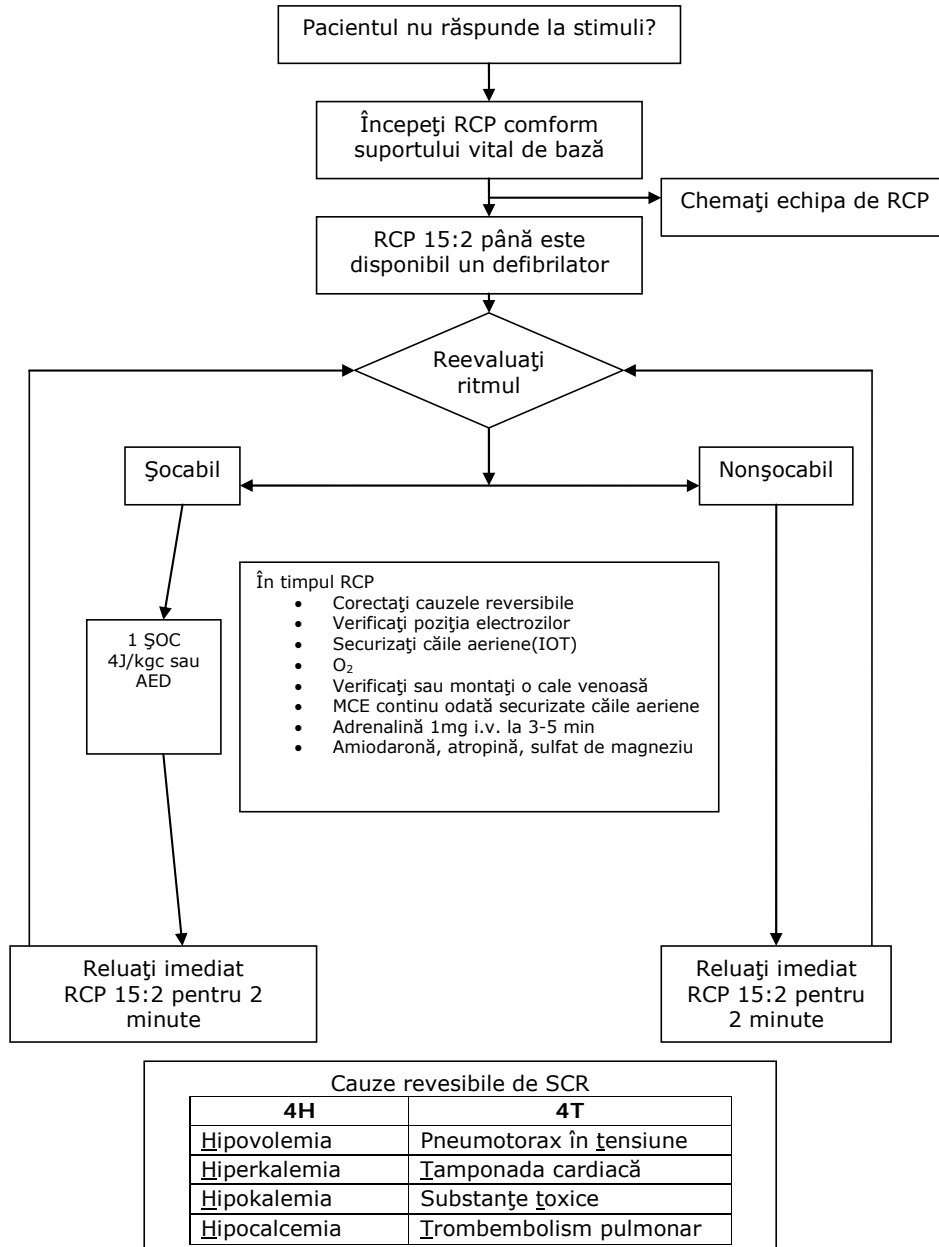 Pacientul nu răspunde la stimuli?
Începeţi RCP comform
suportului vital de bază
Chemaţi echipa de RCP
RCP 15:2 până este
disponibil un defibrilator
Reevaluaţi
ritmul
Şocabil
Nonşocabil
În timpul RCP
• Corectaţi cauzele reversibile
• Verificaţi poziţia electrozilor
• Securizaţi căile aeriene(IOT)
• O₂
• Verificaţi sau montaţi o cale venoasă
• MCE continu odată securizate căile aeriene
• Adrenalină 1mg i.v. la 3-5 min
• Amiodaronă, atropină, sulfat de magneziu
1 ŞOC
4J/kgc sau
AED
Reluaţi imediat
RCP 15:2 pentru 2
minute
Reluaţi imediat
RCP 15:2 pentru
2 minute
Cauze revesibile de SCR
4H 4T
Hipovolemia Pneumotorax în tensiune
Hiperkalemia Tamponada cardiacă
Hipokalemia Substanţe toxice
Hipocalcemia Trombembolism pulmonar